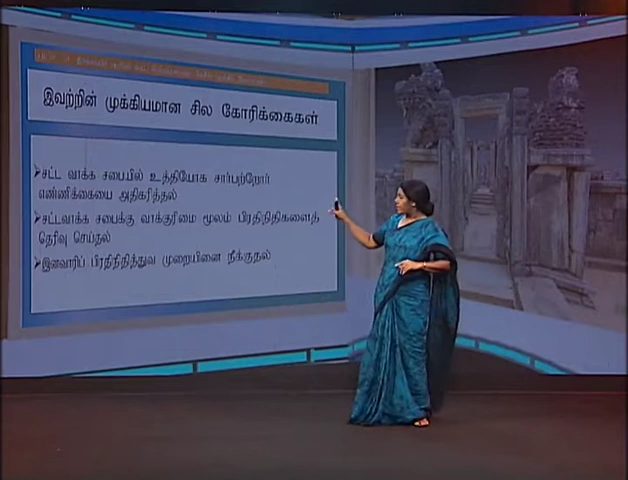 இவற்றின் முக்கியமான சில கோரிக்கைகள்
➤சட்ட வாக்க சபையில் உத்தியோக சார்பற்றோர்
எண்ணிக்கையை அதிகரித்தல்
➤சட்டவாக்க சபைக்கு வாக்குரிமை மூலம் பிரதிநிதிகளைத்
தேரிவு செய்தல்
➤இனவாரிப் பிரதிநிதித்துவ முறையினை நீக்குதல்